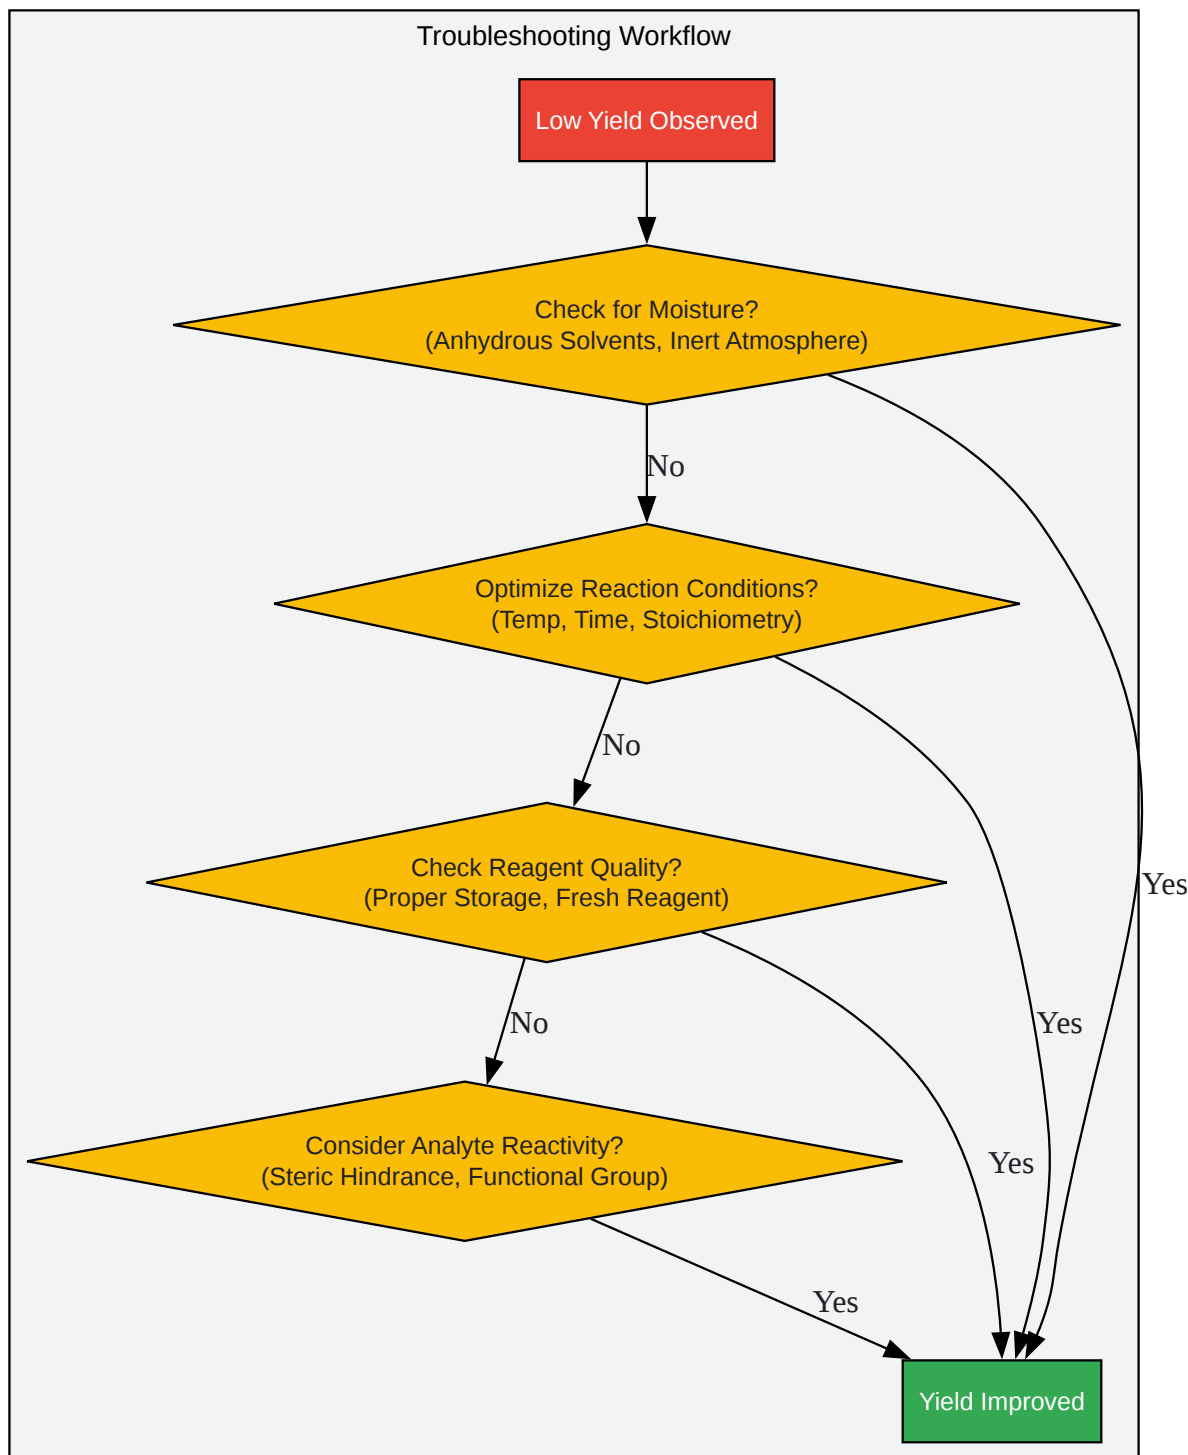 Troubleshooting Workflow
Low Yield Observed
Check for Moisture?
(Anhydrous Solvents, Inert Atmosphere)
No
Optimize Reaction Conditions?
(Temp, Time, Stoichiometry)
No
Check Reagent Quality?
(Proper Storage, Fresh Reagent)
Yes
No
Yes
Consider Analyte Reactivity?
(Steric Hindrance, Functional Group)
Yes
Yes
Yield Improved